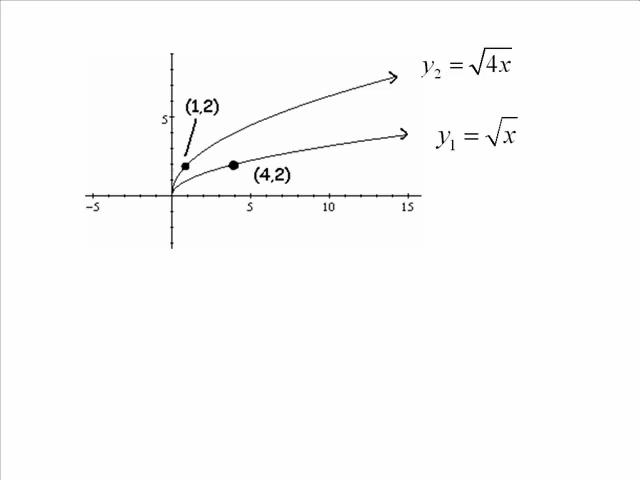 y₂ = √4x
(1,2)
5
y₁ = √x
(4,2)
−5 5 10 15